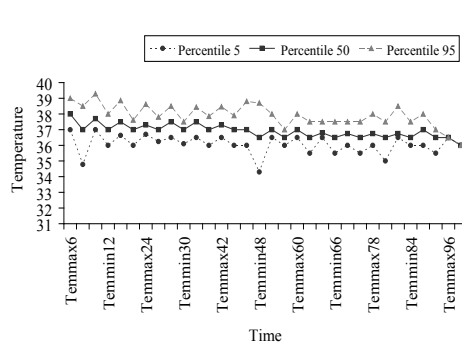 Percentile 5 Percentile 50 Percentile 95
40
39
38
37
36
35
34
33
32
31
Temperature
Temmax6
Temmin12
Temmax24
Temmin30
Temmax42
Temmin48
Temmax60
Temmin66
Temmax78
Temmin84
Temmax96
Time